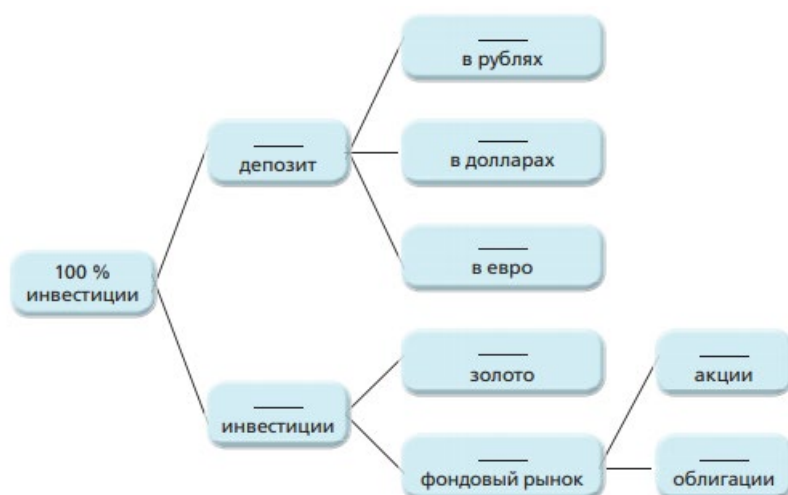 в рублях
депозит
в долларах
в евро
100 %
инвестиции
инвестиции
золото
фондовый рынок
акции
облигации